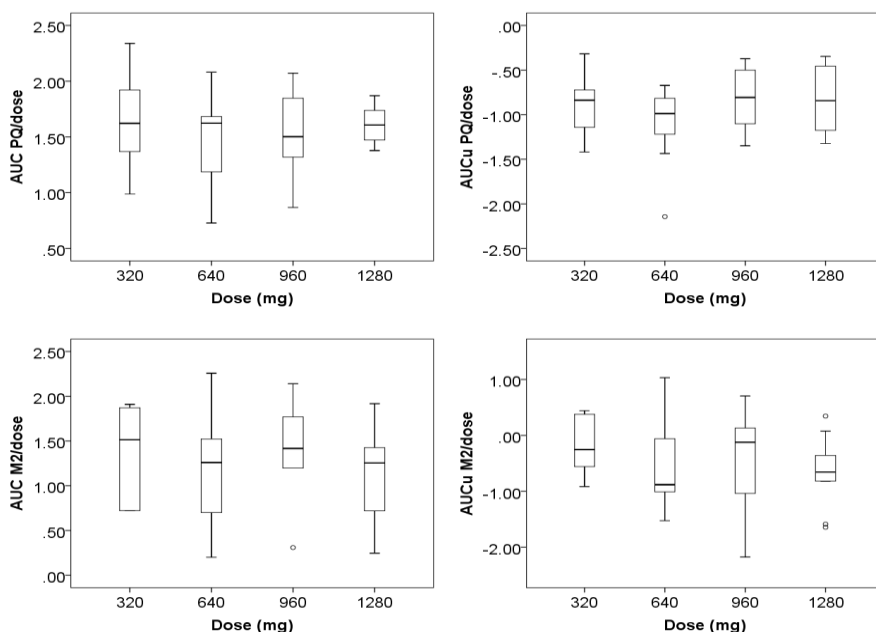 AUC PQ/dose
2.50
2.00
1.50
1.00
.50
320 640 960 1280
Dose (mg)
AUCu PQ/dose
.00
-.50
-1.00
-1.50
-2.00
-2.50
320 640 960 1280
Dose (mg)
AUC M2/dose
2.50
2.00
1.50
1.00
.50
.00
320 640 960 1280
Dose (mg)
AUCu M2/dose
1.00
.00
-1.00
-2.00
320 640 960 1280
Dose (mg)